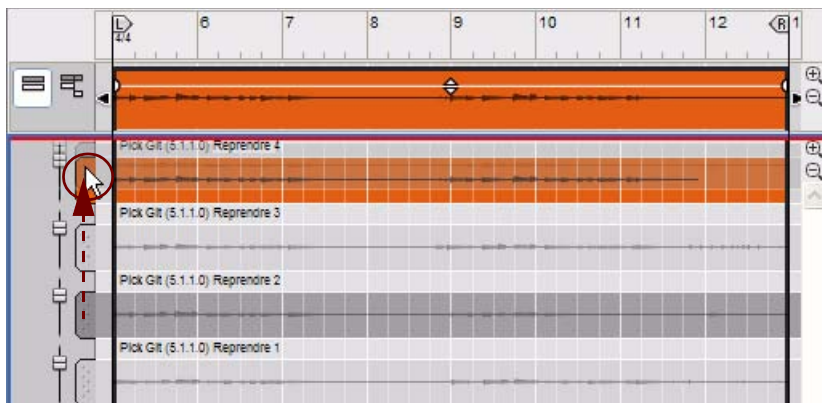 L 6 7 8 9 10 11 12 R 1
4/4
Pick Git (5.1.1.0) Reprendre 4
Pick Git (5.1.1.0) Reprendre 3
Pick Git (5.1.1.0) Reprendre 2
Pick Git (5.1.1.0) Reprendre 1